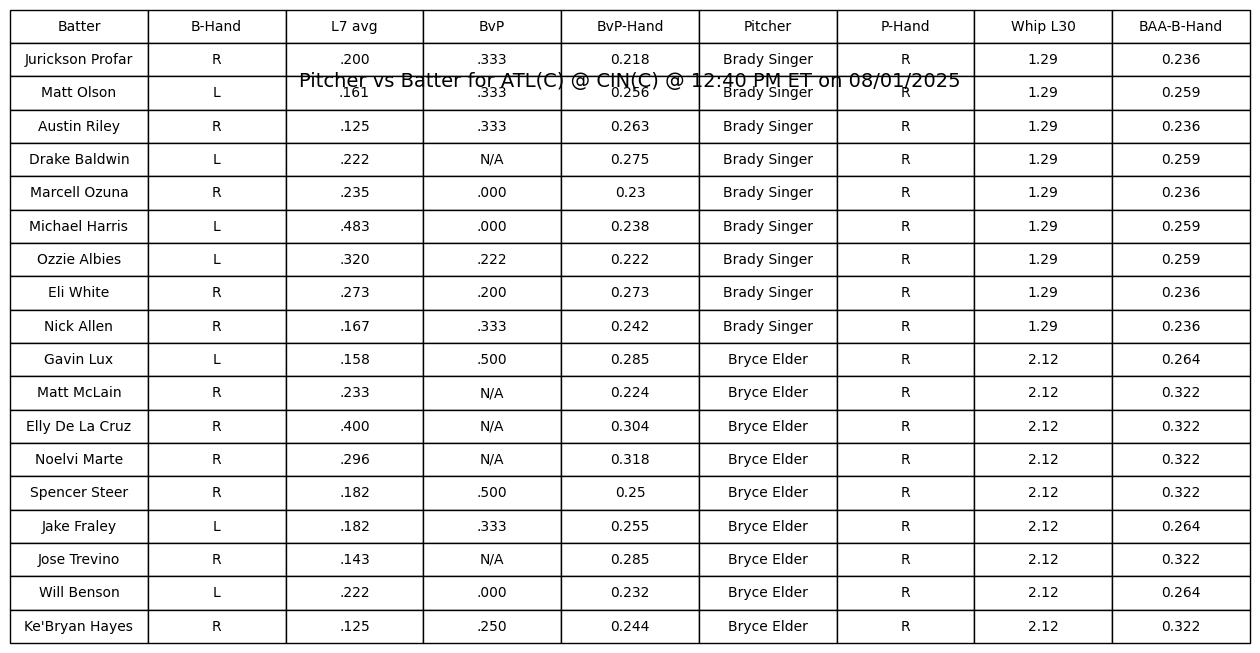 Batter B-Hand L7 avg BvP BvP-Hand Pitcher P-Hand Whip L30 BAA-B-Hand
Jurickson Profar R .200 .333 0.218 Brady Singer R 1.29 0.236
Pitcher vs Batter for ATL(C) @ CIN(C) @ 12:40 PM ET on 08/01/2025
Matt Olson L .161 .333 0.256 Brady Singer R 1.29 0.259
Austin Riley R .125 .333 0.263 Brady Singer R 1.29 0.236
Drake Baldwin L .222 N/A 0.275 Brady Singer R 1.29 0.259
Marcell Ozuna R .235 .000 0.23 Brady Singer R 1.29 0.236
Michael Harris L .483 .000 0.238 Brady Singer R 1.29 0.259
Ozzie Albies L .320 .222 0.222 Brady Singer R 1.29 0.259
Eli White R .273 .200 0.273 Brady Singer R 1.29 0.236
Nick Allen R .167 .333 0.242 Brady Singer R 1.29 0.236
Gavin Lux L .158 .500 0.285 Bryce Elder R 2.12 0.264
Matt McLain R .233 N/A 0.224 Bryce Elder R 2.12 0.322
Elly De La Cruz R .400 N/A 0.304 Bryce Elder R 2.12 0.322
Noelvi Marte R .296 N/A 0.318 Bryce Elder R 2.12 0.322
Spencer Steer R .182 .500 0.25 Bryce Elder R 2.12 0.322
Jake Fraley L .182 .333 0.255 Bryce Elder R 2.12 0.264
Jose Trevino R .143 N/A 0.285 Bryce Elder R 2.12 0.322
Will Benson L .222 .000 0.232 Bryce Elder R 2.12 0.264
Ke'Bryan Hayes R .125 .250 0.244 Bryce Elder R 2.12 0.322